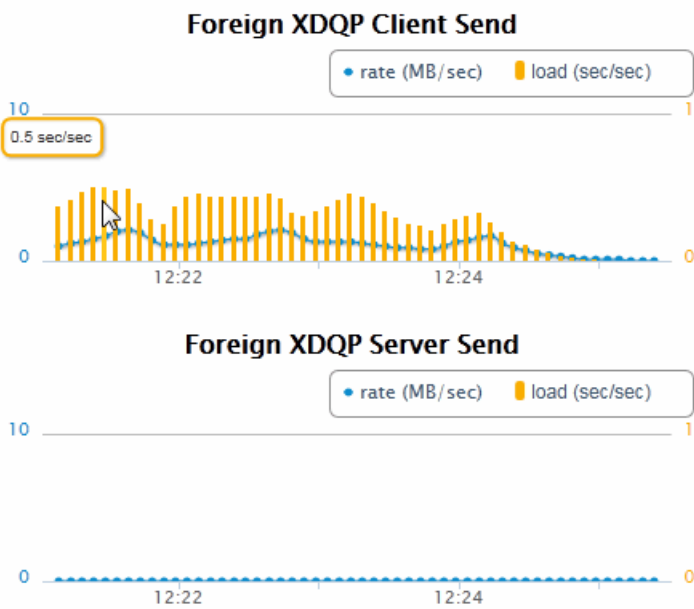 Foreign XDQP Client Send
rate (MB/sec) load (sec/sec)
10 1
0.5 sec/sec
0 0
12:22 12:24
Foreign XDQP Server Send
rate (MB/sec) load (sec/sec)
10 1
0 0
12:22 12:24